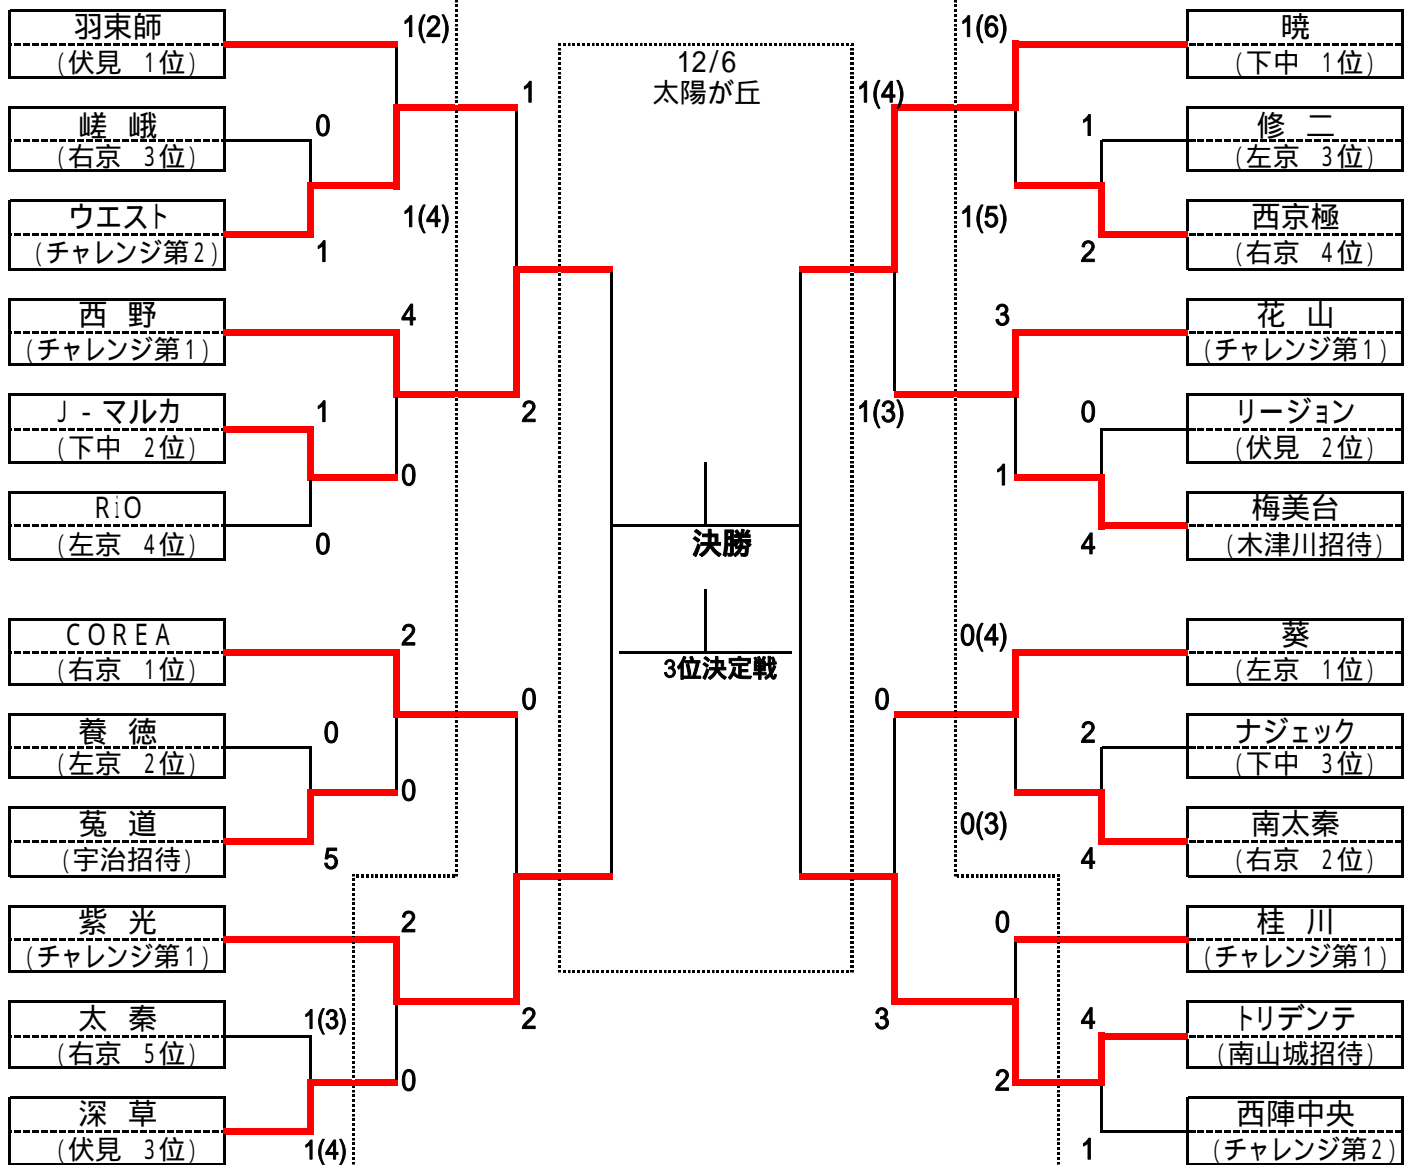 羽束師
(伏見 1位)
嵯 峨
(右京 3位)
ウエスト
(チャレンジ第2)
西 野
(チャレンジ第1)
J-マルカ
(下中 2位)
RiO
(左京 4位)
COREA
(右京 1位)
養 徳
(左京 2位)
菟 道
(宇治招待)
紫 光
(チャレンジ第1)
太 秦
(右京 5位)
深 草
(伏見 3位)
1(2)
0
1(4)
1
4
1
0
0
2
0
0
5
2
1(3)
0
1(4)
1
2
0
2
12/6
太陽が丘
決勝
3位決定戦
1(4)
1(3)
0
3
1(6)
1
1(5)
2
3
0
1
4
0(4)
2
0(3)
4
0
4
2
1
暁
(下中 1位)
修 二
(左京 3位)
西京極
(右京 4位)
花 山
(チャレンジ第1)
リージョン
(伏見 2位)
梅美台
(木津川招待)
葵
(左京 1位)
ナジェック
(下中 3位)
南太秦
(右京 2位)
桂 川
(チャレンジ第1)
トリデンテ
(南山城招待)
西陣中央
(チャレンジ第2)